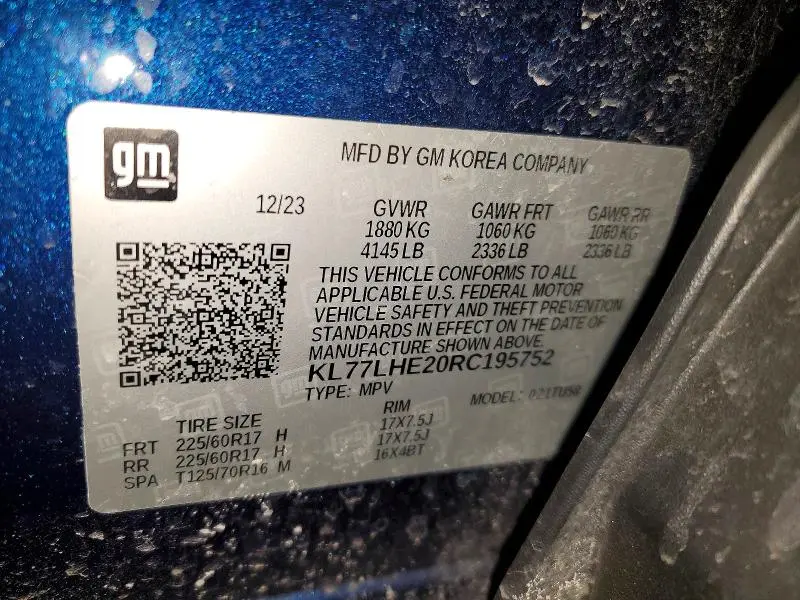 gm
MFD BY GM KOREA COMPANY
12/23
GVWR GAWR FRT GAWR RR
1880 KG 1060 KG 1060 KG
4145 LB 2336 LB 2336 LB
THIS VEHICLE CONFORMS TO ALL
APPLICABLE U.S. FEDERAL MOTOR
VEHICLE SAFETY AND THEFT PREVENTION
STANDARDS IN EFFECT ON THE DATE OF
MANUFACTURE SHOWN ABOVE.
KL77LHE20RC195752
TYPE: MPV MODEL:
TIRE SIZE RIM
FRT 225/60R17 H 17X7.5J
RR 225/60R17 H 17X7.5J
SPA T125/70R16 M 16X4BT